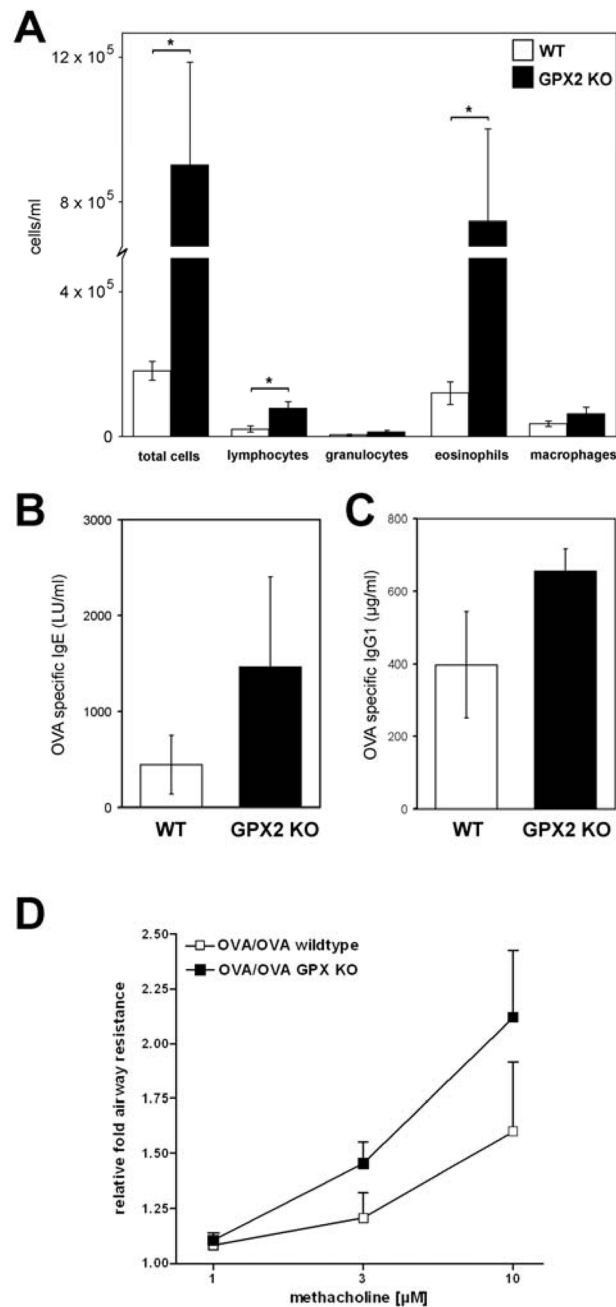 A
12 x 10⁵
8 x 10⁵
4 x 10⁵
0
cells/ml
WT
GPX2 KO
*
*
*
total cells lymphocytes granulocytes eosinophils macrophages
B
3000
2000
1000
0
OVA specific IgE (LU/ml)
WT GPX2 KO
C
800
600
400
200
0
OVA specific IgG1 (µg/ml)
WT GPX2 KO
D
2.50
2.25
2.00
1.75
1.50
1.25
1.00
relative fold airway resistance
OVA/OVA wildtype
OVA/OVA GPX KO
1 3 10
methacholine [µM]